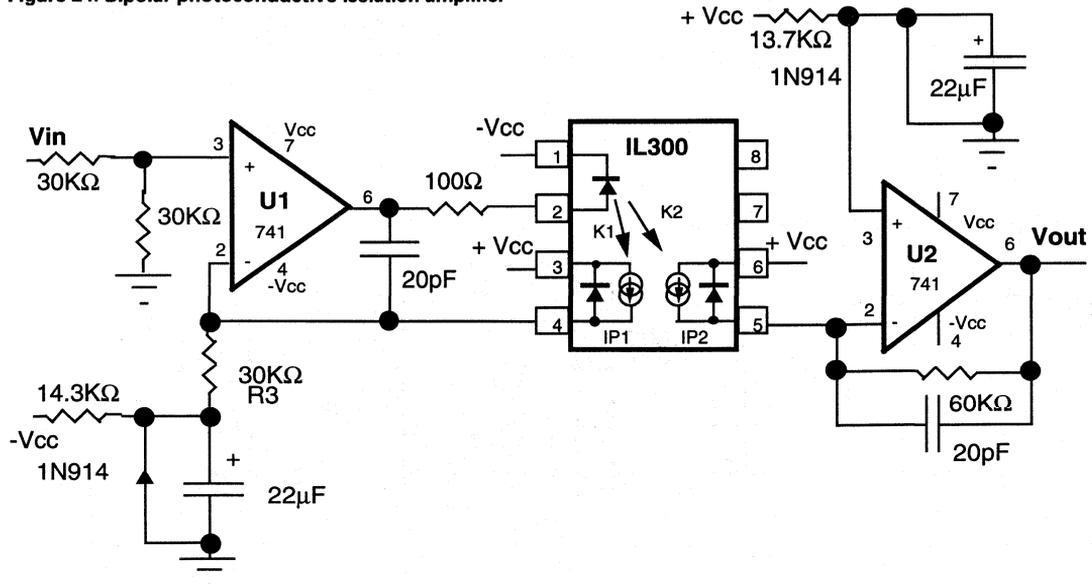 + Vcc
13.7KΩ
1N914
+
22µF
Vin
30KΩ
30KΩ
3
+
Vcc
7
U1
741
6
2
-
4
-Vcc
100Ω
20pF
-Vcc
1
2
+ Vcc
3
4
IL300
K1
K2
IP1
IP2
8
7
6
5
+ Vcc
7
Vcc
+
3
U2
741
6
Vout
2
-
-Vcc
4
60KΩ
20pF
30KΩ
R3
14.3KΩ
-Vcc
1N914
+
22µF